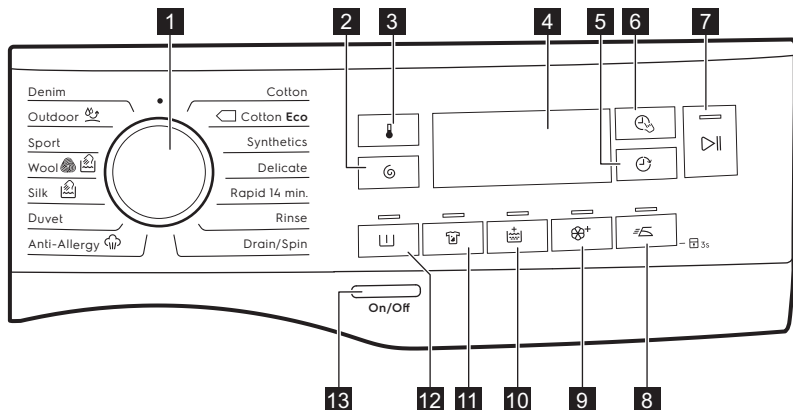 1
2
3
4
5
6
7
Denim
Outdoor
Sport
Wool
Silk
Duvet
Anti-Allergy
Cotton
Cotton Eco
Synthetics
Delicate
Rapid 14 min.
Rinse
Drain/Spin
3s
On/Off
13
12
11
10
9
8